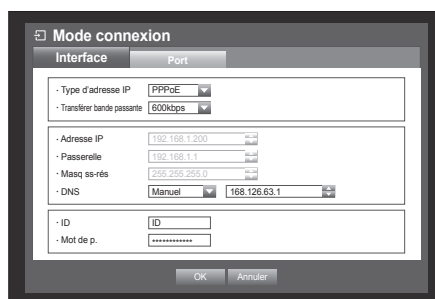 Mode connexion
Interface Port
· Type d'adresse IP PPPoE
· Transférer bande passante 600kbps
· Adresse IP 192.168.1.200
· Passerelle 192.168.1.1
· Masq ss-rés 255.255.255.0
· DNS Manuel 168.126.63.1
· ID ID
· Mot de p. ************
OK Annuler